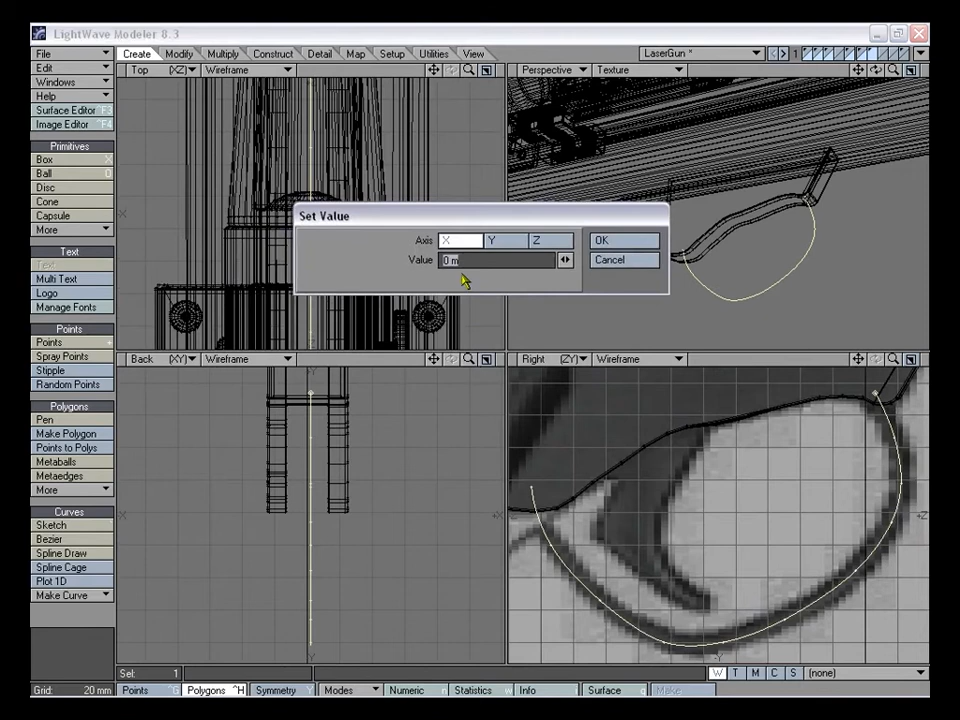 LightWave Modeler 8.3
File Create Modify Multiply Construct Detail Map Setup Utilities View LaserGun * 1
Edit Top (XZ) Wireframe Perspective Texture
Windows
Help
Surface Editor ^F3
Image Editor ^F4
Primitives
Box X
Ball O
Disc
Cone
Capsule
More
Text
Text
Multi Text
Logo
Manage Fonts
Points
Points +
Spray Points
Stipple
Random Points
Polygons
Pen
Make Polygon
Points to Polys
Metaballs
Metaedges
More
Curves
Sketch
Bezier
Spline Draw
Spline Cage
Plot 1D
Make Curve
Set Value
Axis X Y Z OK
Value 0 m Cancel
Back (XY) Wireframe Right (ZY) Wireframe
Sel: 1 W T M C S (none)
Grid: 20 mm Points ^G Polygons ^H Symmetry Y Modes Numeric n Statistics w Info i Surface q Make